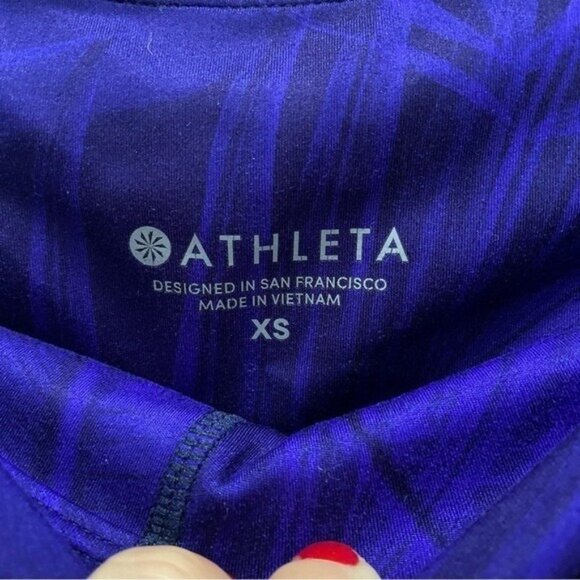 ATHLETA
DESIGNED IN SAN FRANCISCO
MADE IN VIETNAM
XS